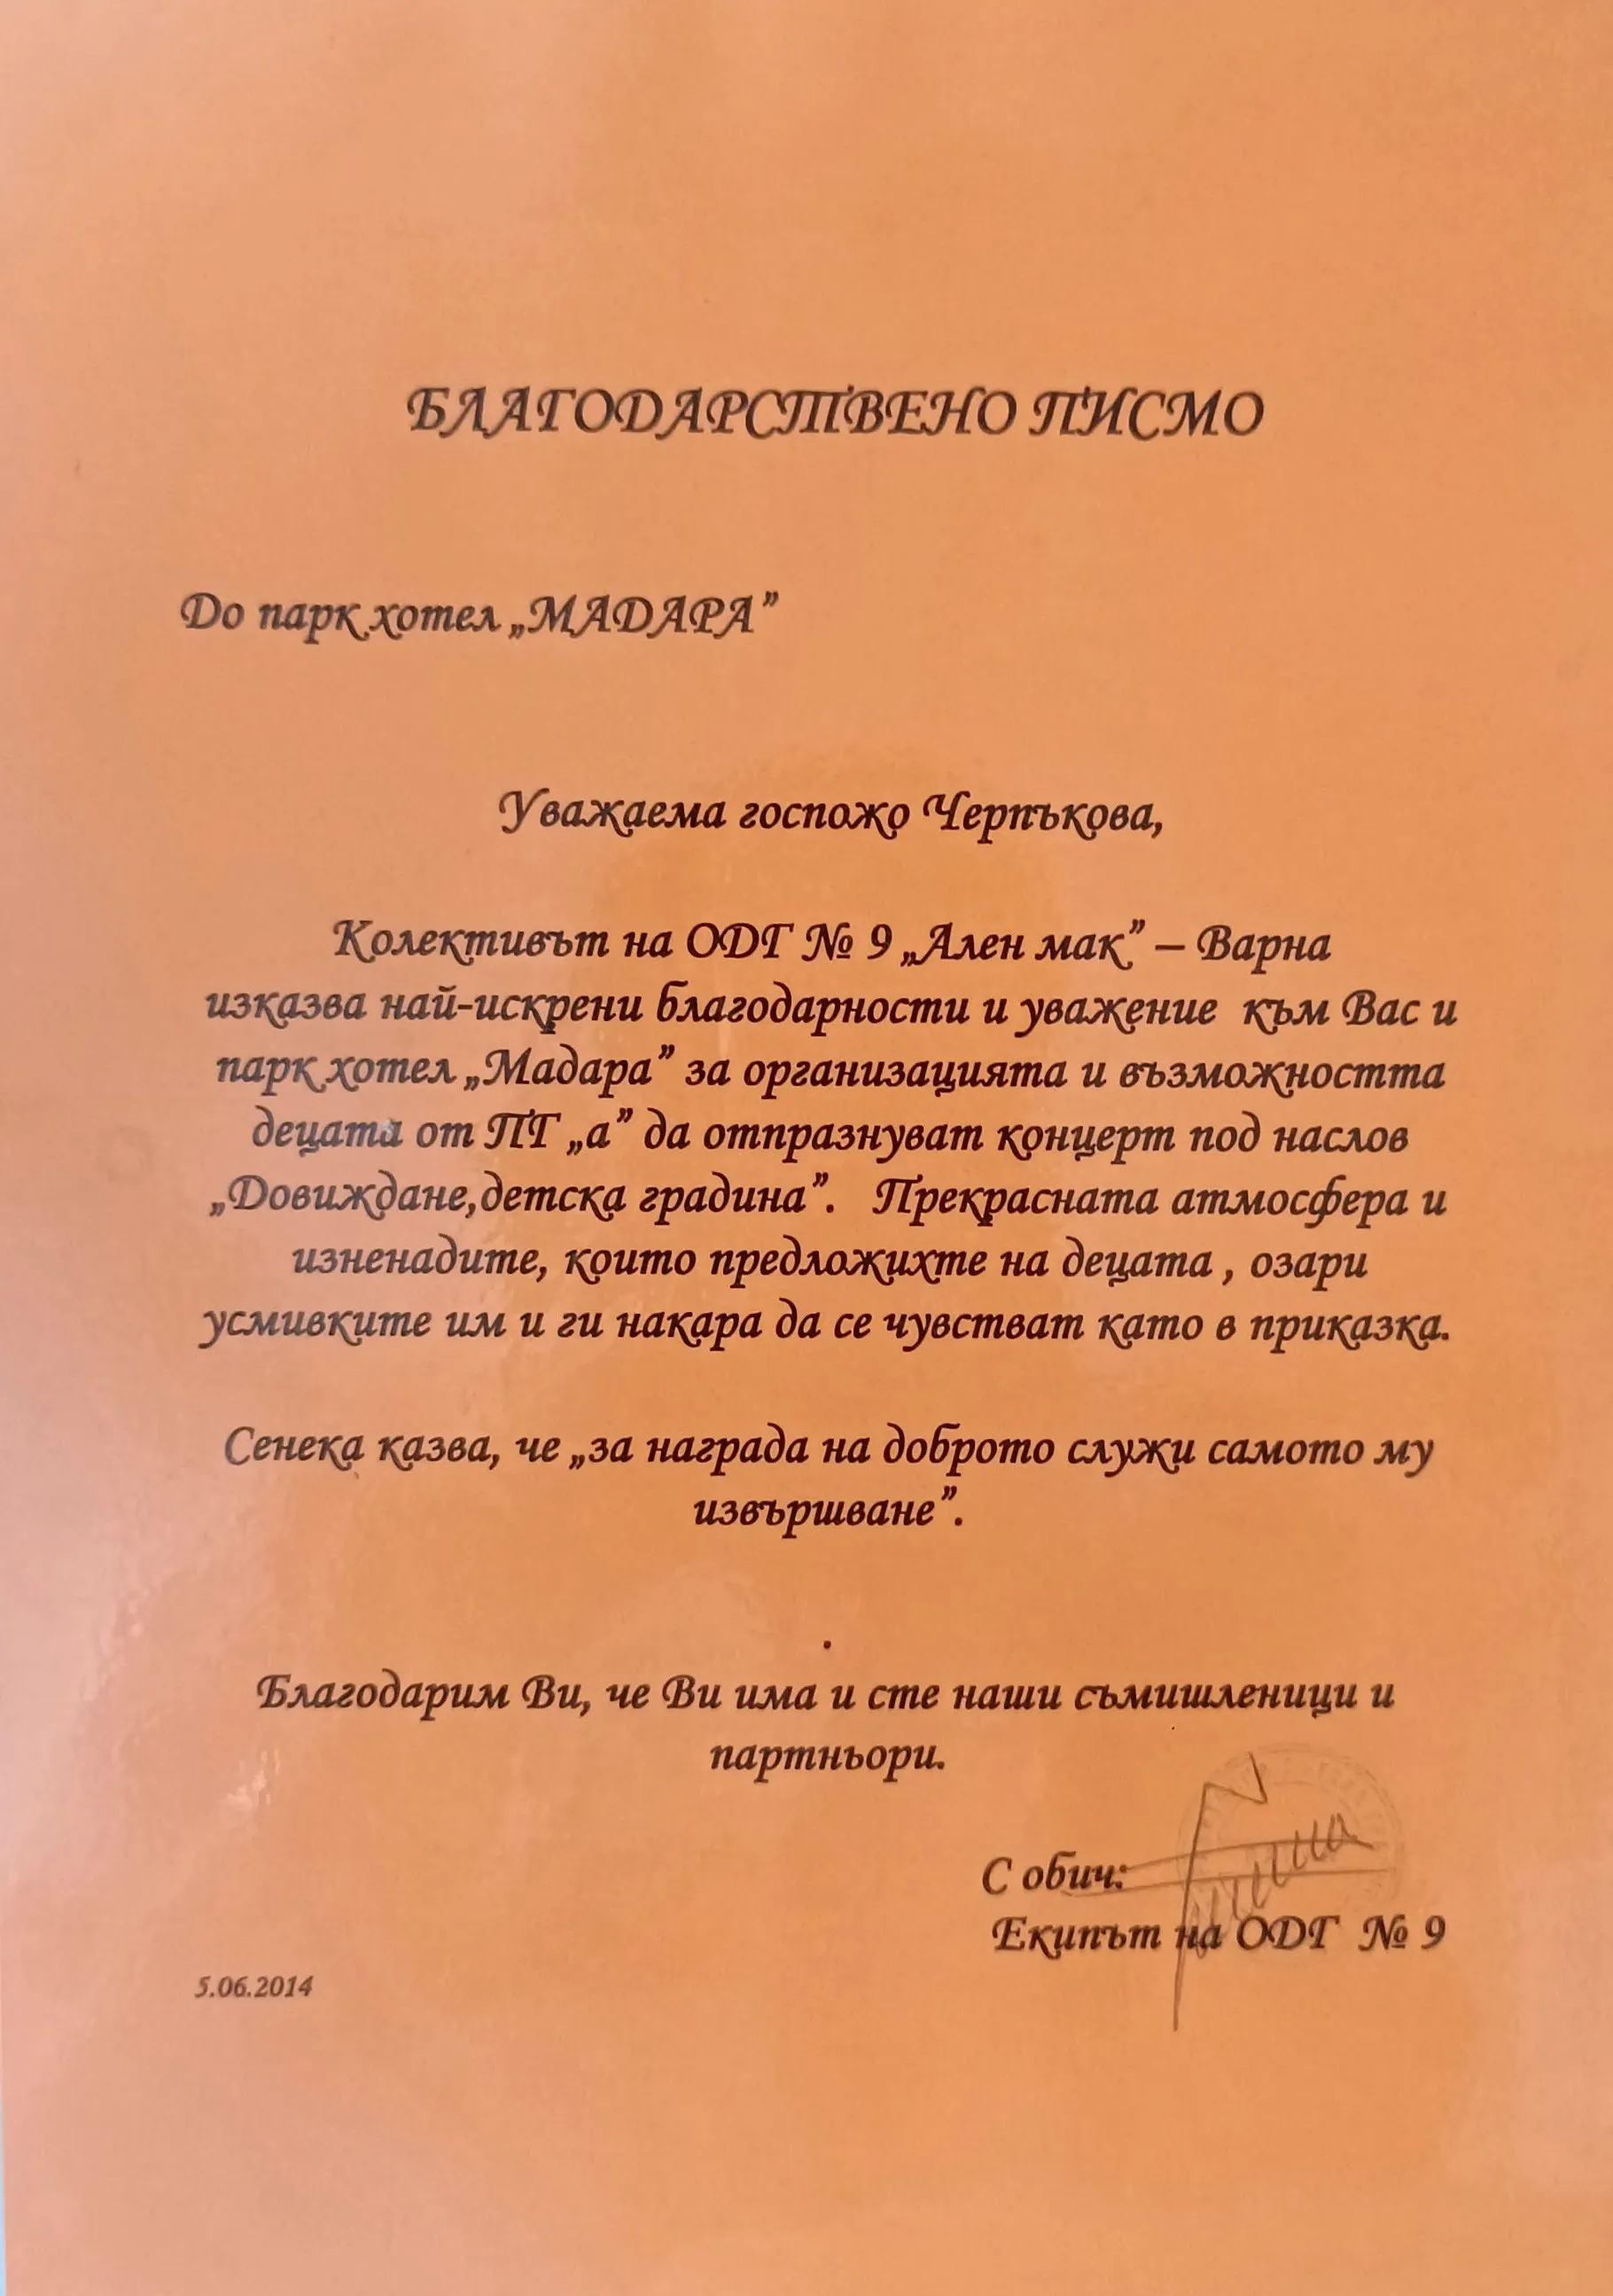 БЛАГОДАРСТВЕНО ПИСМО
До парк хотел „МАДАРА”
Уважаема госпожо Черпъкова,
Колективът на ОДГ № 9 „Ален мак” – Варна
изказва най-искрени благодарности и уважение към Вас и
парк хотел „Мадара” за организацията и възможността
децата от ПГ „а” да отпразнуват концерт под наслов
„Довиждане,детска градина”. Прекрасната атмосфера и
изненадите, които предложихте на децата , озари
усмивките им и ги накара да се чувстват като в приказка.
Сенека казва, че „за награда на доброто служи самото му
извършване”.
.
Благодарим Ви, че Ви има и сте наши съмишленици и
партньори.
С обич:
Екипът на ОДГ № 9
5.06.2014